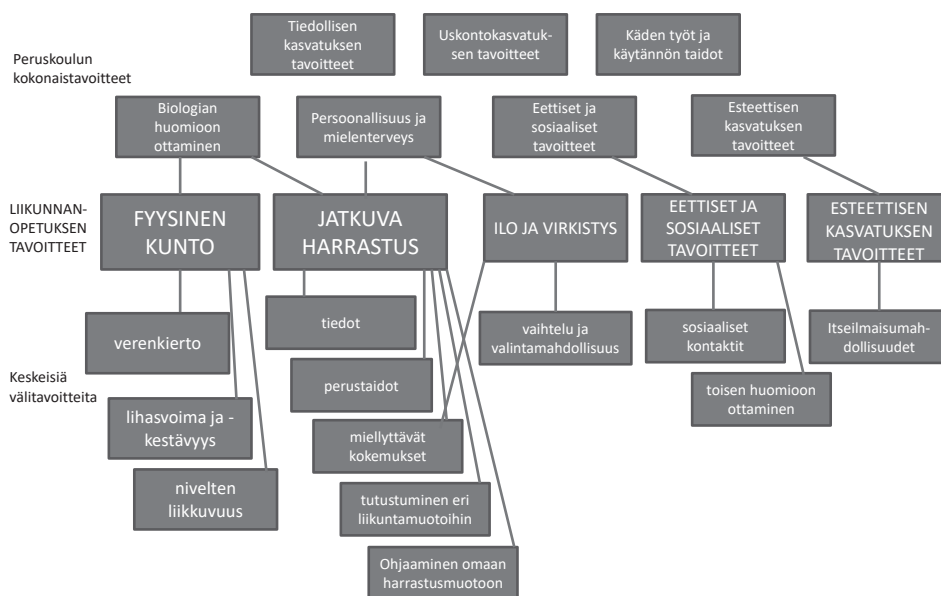 Peruskoulun
kokonaistavoitteet
Tiedollisen
kasvatuksen
tavoitteet
Uskontokasvatuk-
sen tavoitteet
Käden työt ja
käytännön taidot
Biologian
huomioon
ottaminen
Persoonallisuus ja
mielenterveys
Eettiset ja
sosiaaliset
tavoitteet
Esteettisen
kasvatuksen
tavoitteet
LIIKUNNAN-
OPETUKSEN
TAVOITTEET
FYYSINEN
KUNTO
JATKUVA
HARRASTUS
ILO JA VIRKISTYS
EETTISET JA
SOSIAALISET
TAVOITTEET
ESTEETTISEN
KASVATUKSEN
TAVOITTEET
Keskeisiä
välitavoitteita
verenkierto
tiedot
vaihtelu ja
valintamahdollisuus
sosiaaliset
kontaktit
Itseilmaisumah-
dollisuudet
perustaidot
toisen huomioon
ottaminen
lihasvoima ja -
kestävyys
miellyttävät
kokemukset
nivelten
liikkuvuus
tutustuminen eri
liikuntamuotoihin
Ohjaaminen omaan
harrastusmuotoon